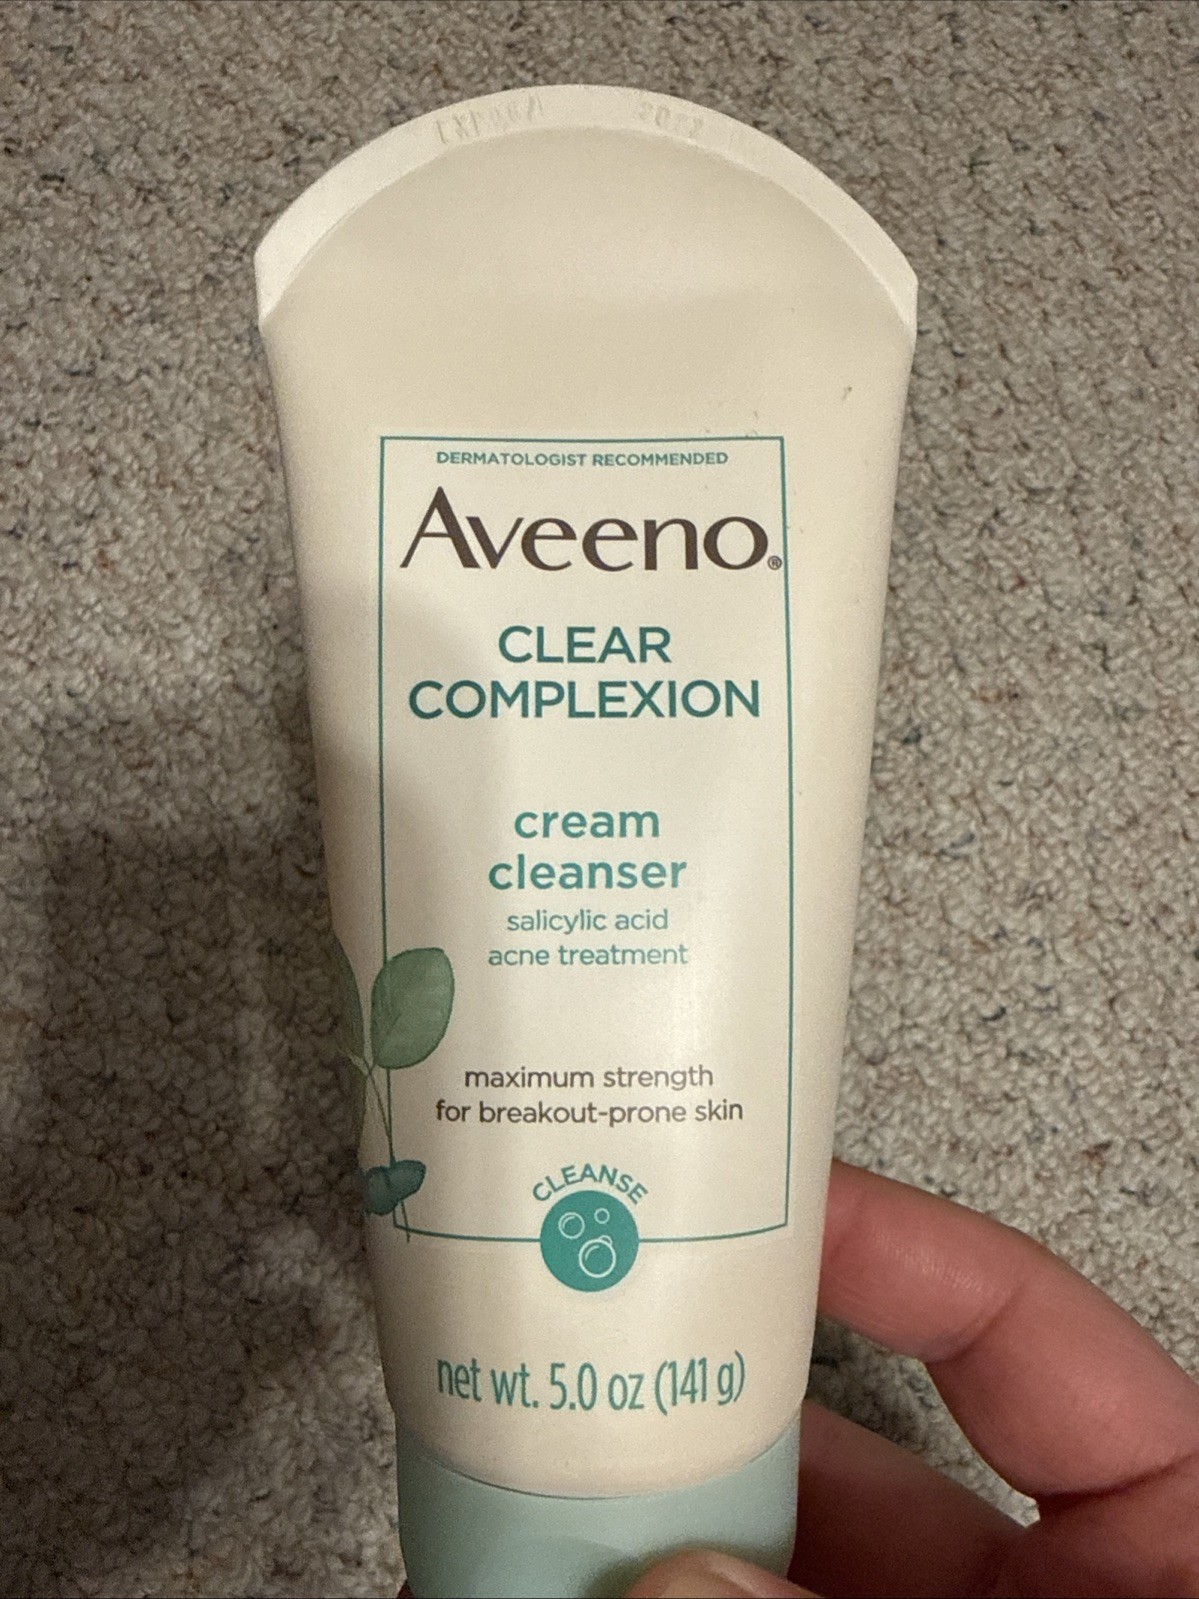 DERMATOLOGIST RECOMMENDED
Aveeno®
CLEAR
COMPLEXION
cream
cleanser
salicylic acid
acne treatment
maximum strength
for breakout-prone skin
CLEANSE
net wt. 5.0 oz (141 g)